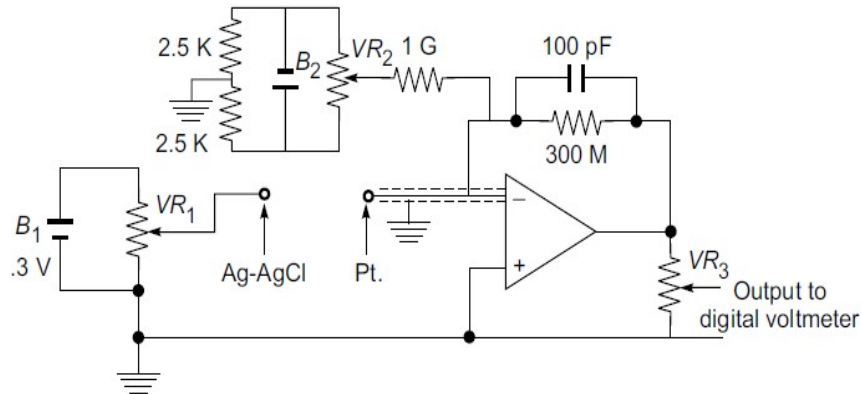 2.5 K
B2
VR2
1 G
100 pF
2.5 K
300 M
B1
.3 V
VR1
Ag-AgCl
Pt.
–
+
VR3
Output to
digital voltmeter